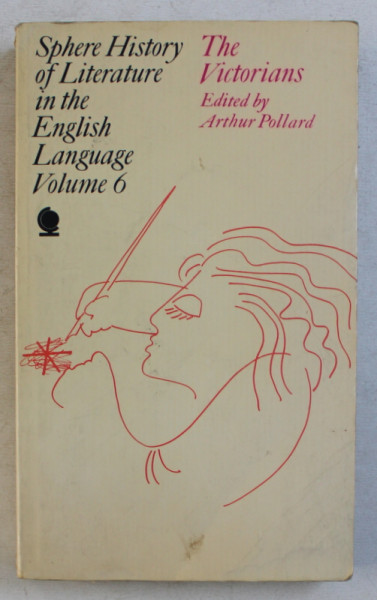 Sphere History
of Literature
in the
English
Language
Volume 6
The
Victorians
Edited by
Arthur Pollard